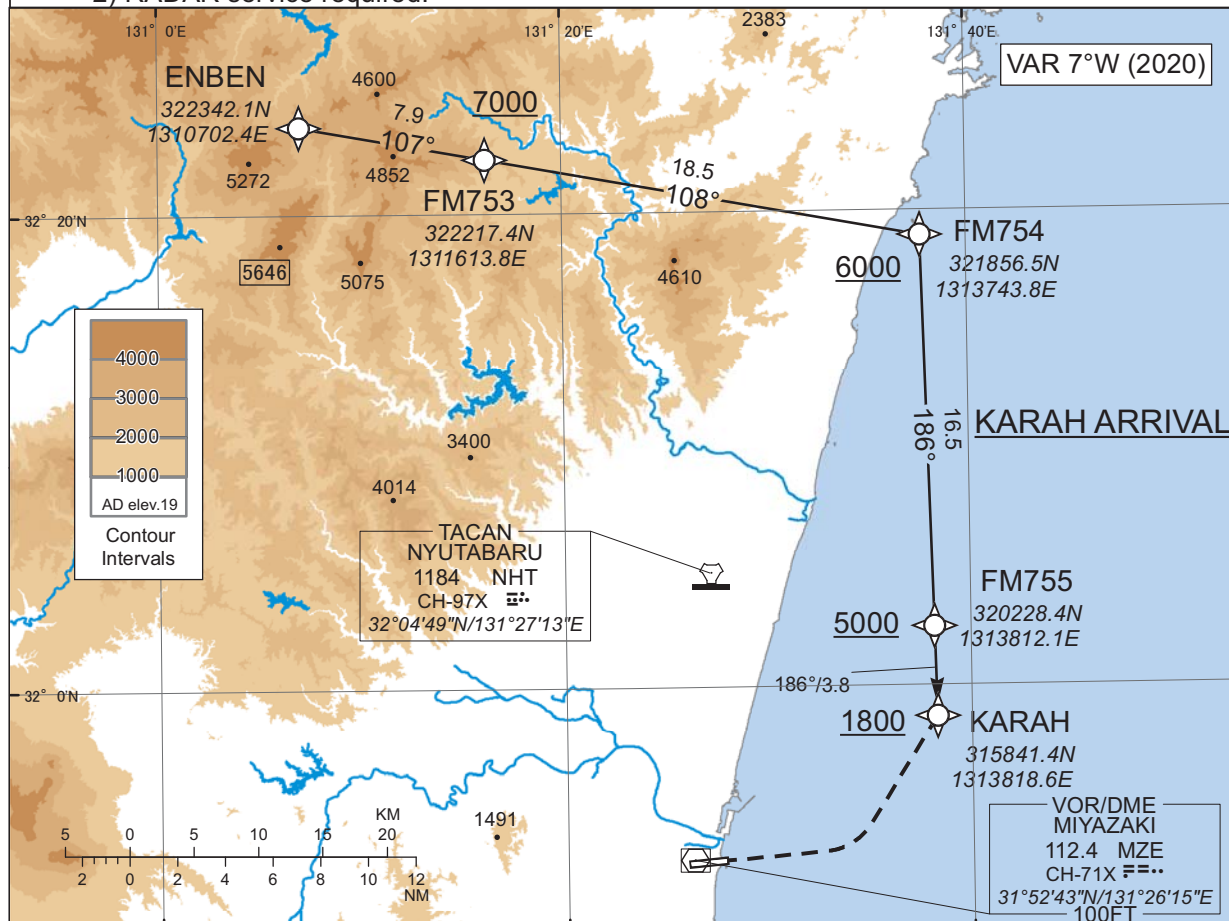 2) RADAR service required.
131° 0'E
131° 20'E
131° 40'E
2383
VAR 7°W (2020)
ENBEN
322342.1N
1310702.4E
4600
7.9
107°
7000
5272
4852
18.5
108°
FM753
322217.4N
1311613.8E
32° 20'N
5646
5075
4610
FM754
321856.5N
1313743.8E
6000
4000
3000
2000
1000
AD elev.19
Contour
Intervals
16.5
186°
KARAH ARRIVAL
3400
4014
TACAN
NYUTABARU
1184 NHT
CH-97X
32°04'49"N/131°27'13"E
FM755
320228.4N
1313812.1E
5000
186°/3.8
32° 0'N
1800
KARAH
315841.4N
1313818.6E
1491
KM
5 0 5 10 15 20
2 0 2 4 6 8 10 12
NM
VOR/DME
MIYAZAKI
112.4 MZE
CH-71X
31°52'43"N/131°26'15"E
100FT